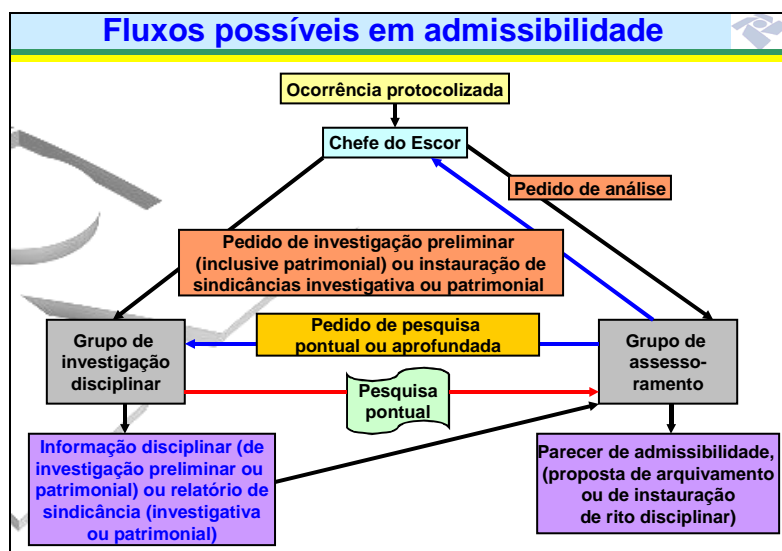 Fluxos possíveis em admissibilidade
Ocorrência protocolizada
Chefe do Escor
Pedido de análise
Pedido de investigação preliminar
(inclusive patrimonial) ou instauração de
sindicâncias investigativa ou patrimonial
Grupo de
investigação
disciplinar
Pedido de pesquisa
pontual ou aprofundada
Grupo de
assesso-
ramento
Pesquisa
pontual
Informação disciplinar (de
investigação preliminar ou
patrimonial) ou relatório de
sindicância (investigativa
ou patrimonial)
Parecer de admissibilidade,
(proposta de arquivamento
ou de instauração
de rito disciplinar)